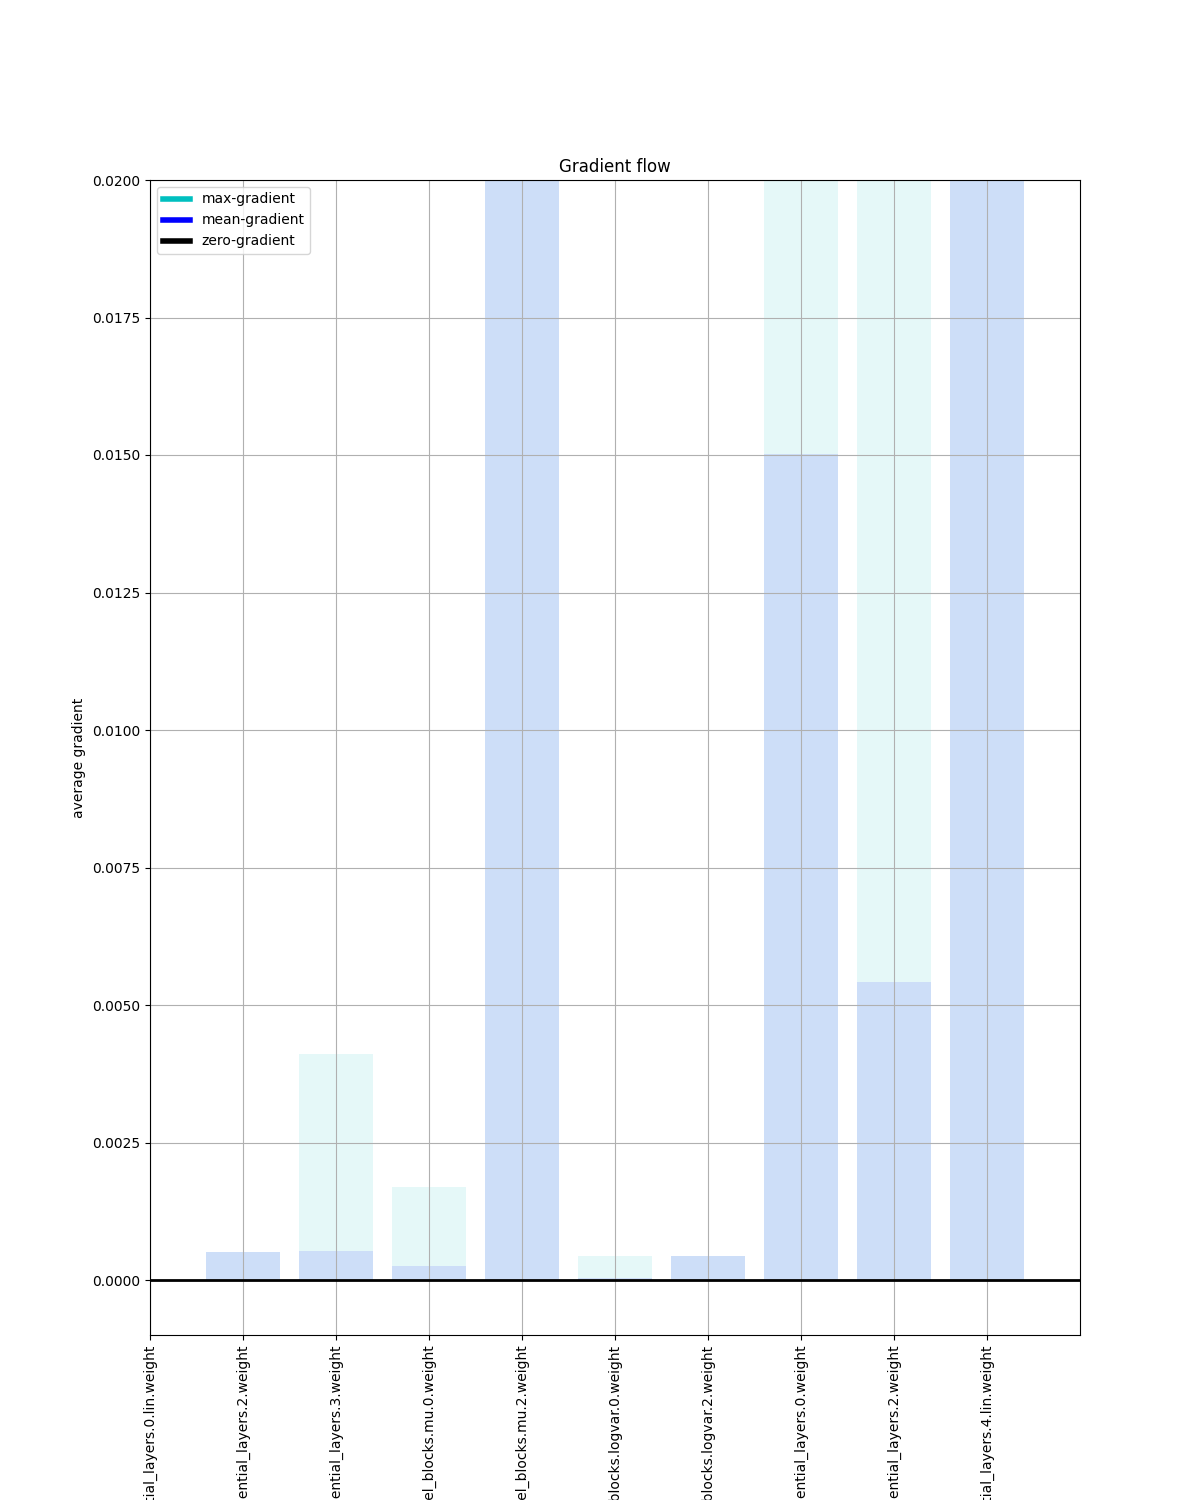 Gradient flow
max-gradient
mean-gradient
zero-gradient
0.0200
0.0175
0.0150
0.0125
0.0100
0.0075
0.0050
0.0025
0.0000
average gradient
tial_layers.0.lin.weight
ential_layers.2.weight
ential_layers.3.weight
el_blocks.mu.0.weight
el_blocks.mu.2.weight
blocks.logvar.0.weight
blocks.logvar.2.weight
ential_layers.0.weight
ential_layers.2.weight
tial_layers.4.lin.weight